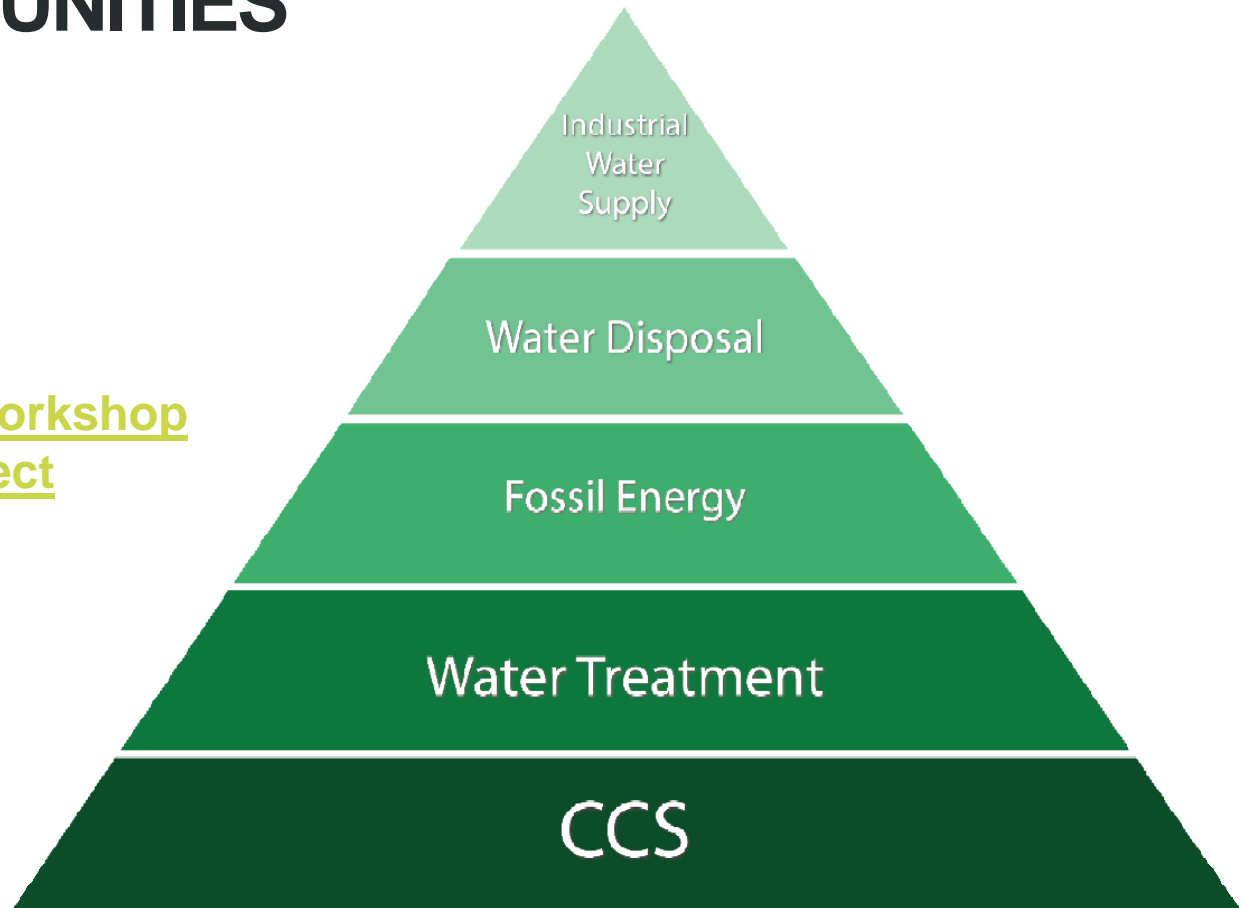 UNITIES
Industrial
Water
Supply
Water Disposal
orkshop
ect
Fossil Energy
Water Treatment
CCS